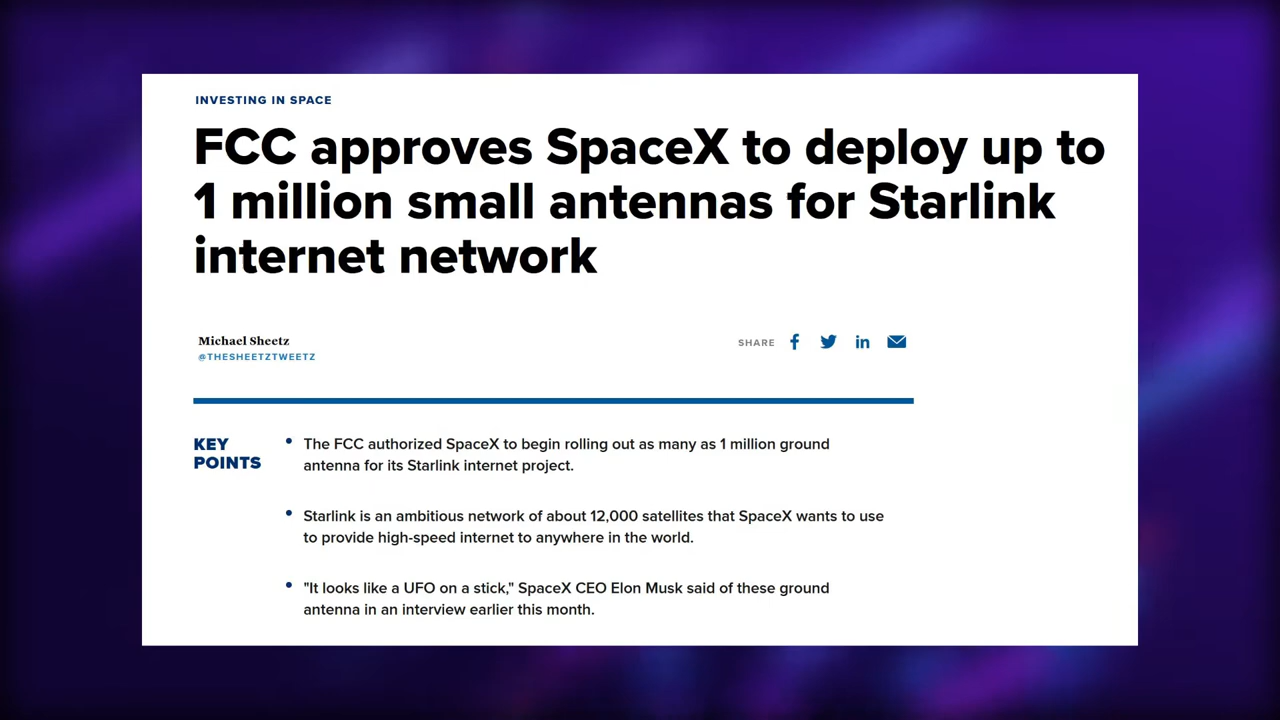 INVESTING IN SPACE
FCC approves SpaceX to deploy up to
1 million small antennas for Starlink
internet network
Michael Sheetz
@THESHEETZTWEETZ
SHARE
KEY
POINTS
• The FCC authorized SpaceX to begin rolling out as many as 1 million ground
antenna for its Starlink internet project.
• Starlink is an ambitious network of about 12,000 satellites that SpaceX wants to use
to provide high-speed internet to anywhere in the world.
• "It looks like a UFO on a stick," SpaceX CEO Elon Musk said of these ground
antenna in an interview earlier this month.